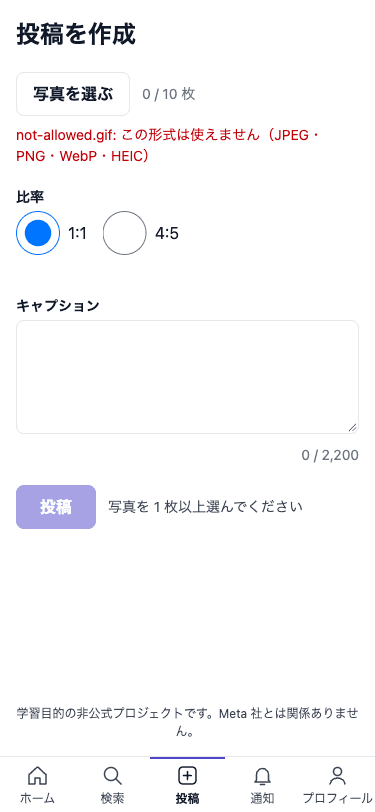 投稿を作成
写真を選ぶ
0 / 10 枚
not-allowed.gif: この形式は使えません（JPEG・
PNG・WebP・HEIC）
比率
1:1
4:5
キャプション
0 / 2,200
投稿
写真を 1 枚以上選んでください
学習目的の非公式プロジェクトです。Meta 社とは関係ありませ
ん。
ホーム
検索
投稿
通知
プロフィール